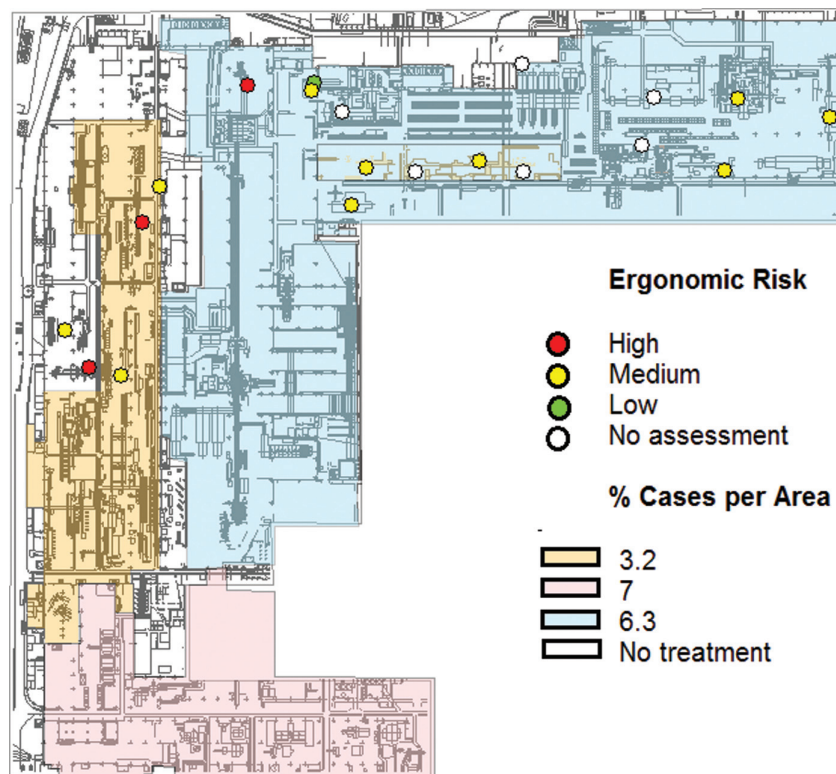 Ergonomic Risk
High
Medium
Low
No assessment
% Cases per Area
3.2
7
6.3
No treatment